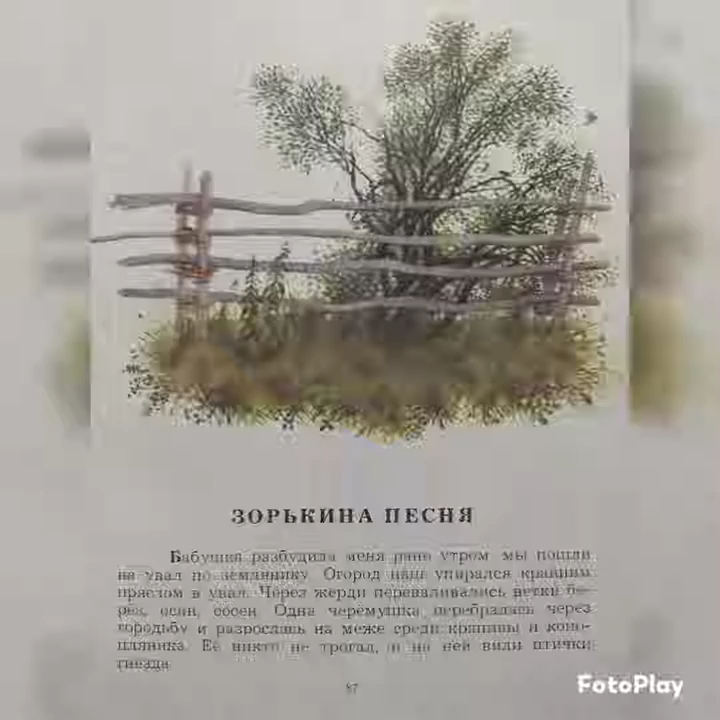 ЗОРЬКИНА ПЕСНЯ
Бабушка разбудила меня рано утром мы пошли
на увал по землянику Огород наш упирался крайним
пряслом в увал. Через жерди переваливались ветки бе-
рез, осин, сосен. Одна черёмушка перебралась через
городьбу и разрослась на меже среди крапивы и коно-
пляника. Её никто не трогал, и на ней вили птички
гнезда
87
FotoPlay